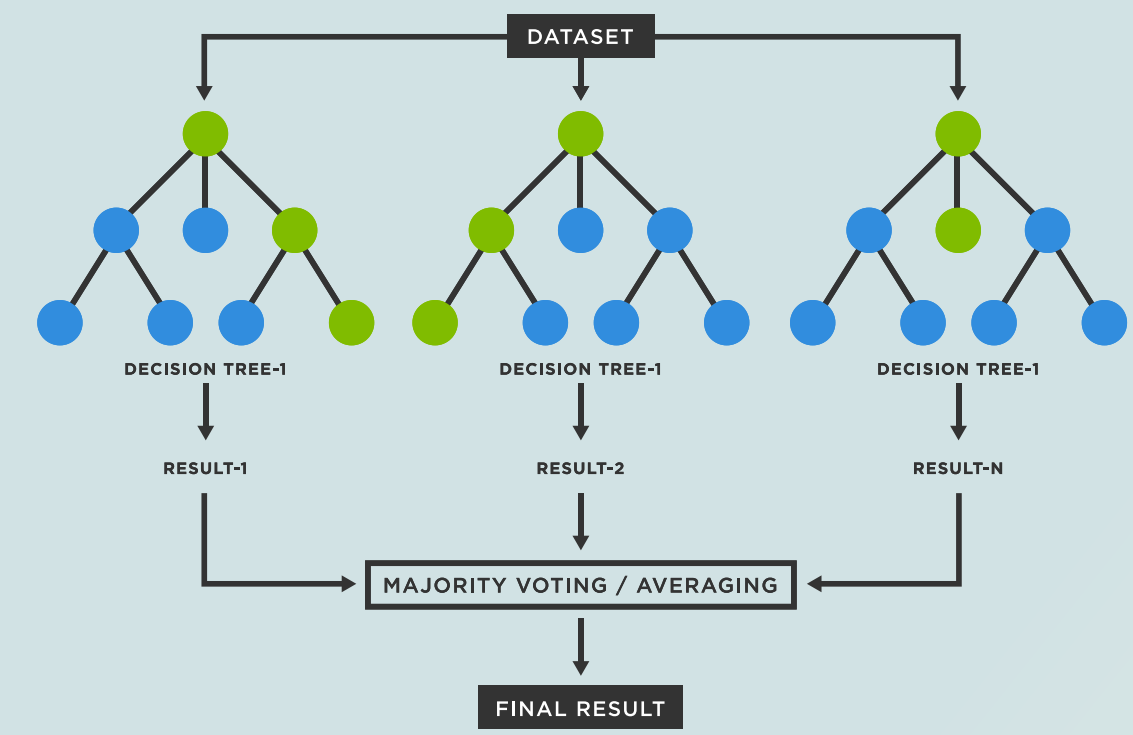 DATASET
DECISION TREE-1
DECISION TREE-1
DECISION TREE-1
RESULT-1
RESULT-2
RESULT-N
MAJORITY VOTING / AVERAGING
FINAL RESULT